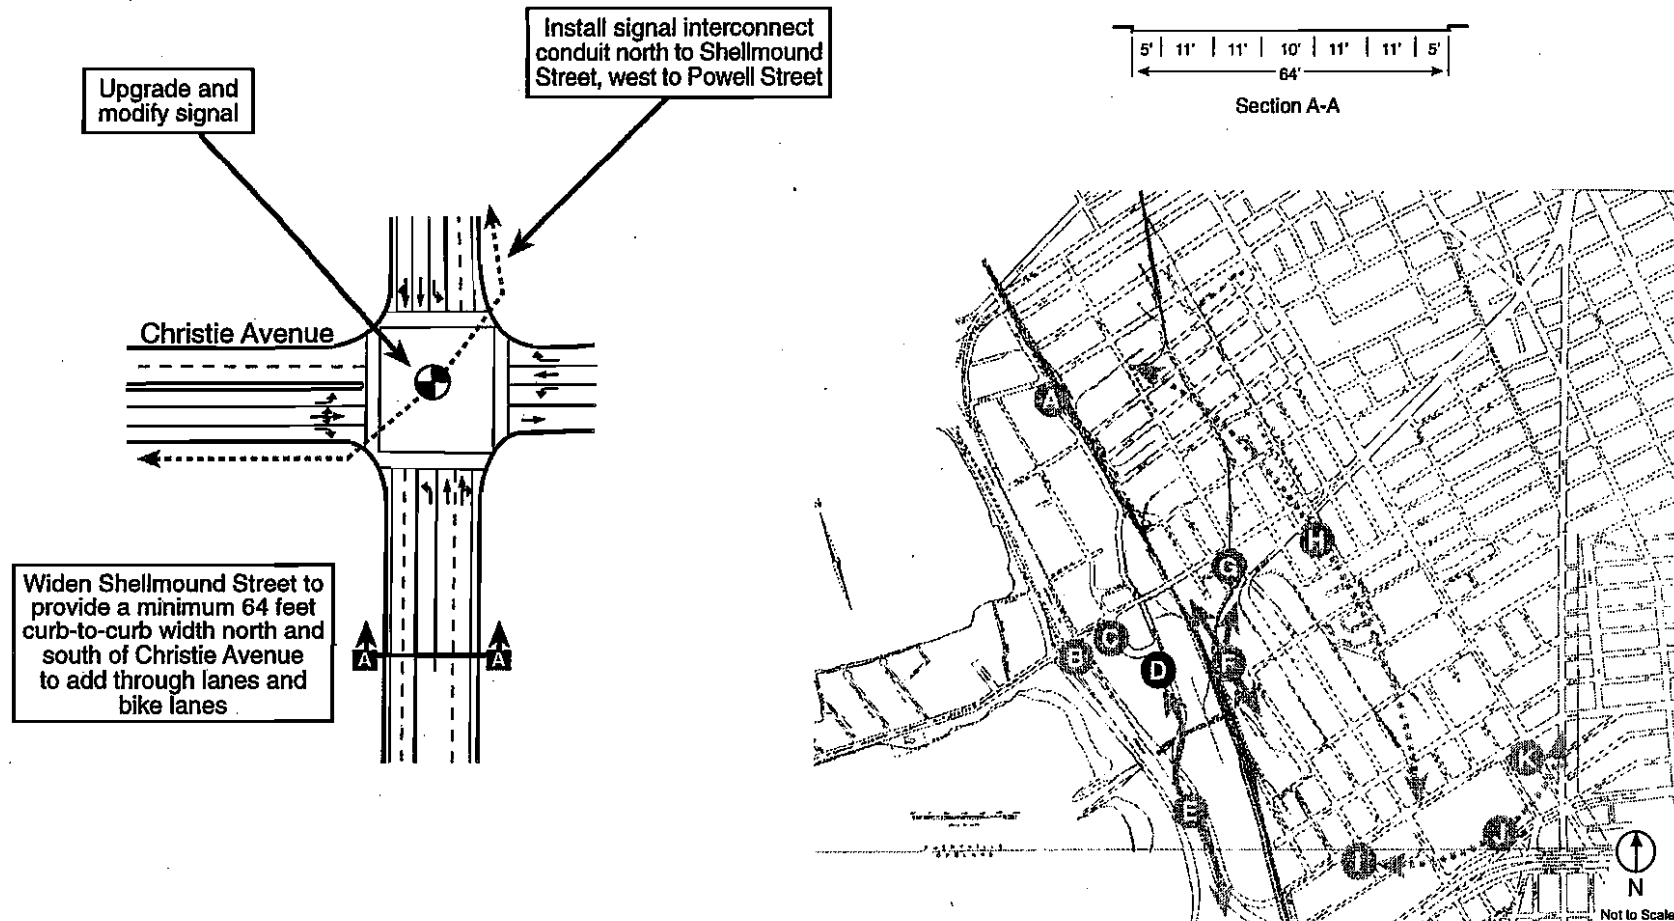 Install signal interconnect
conduit north to Shellmound
Street, west to Powell Street
Upgrade and
modify signal
5' 11' 11' 10' 11' 11' 5'
64'
Section A-A
Christie Avenue
Widen Shellmound Street to
provide a minimum 64 feet
curb-to-curb width north and
south of Christie Avenue
to add through lanes and
bike lanes
A A
A
H
G
C
B
D
F
K
E
J
I
N
Not to Scale